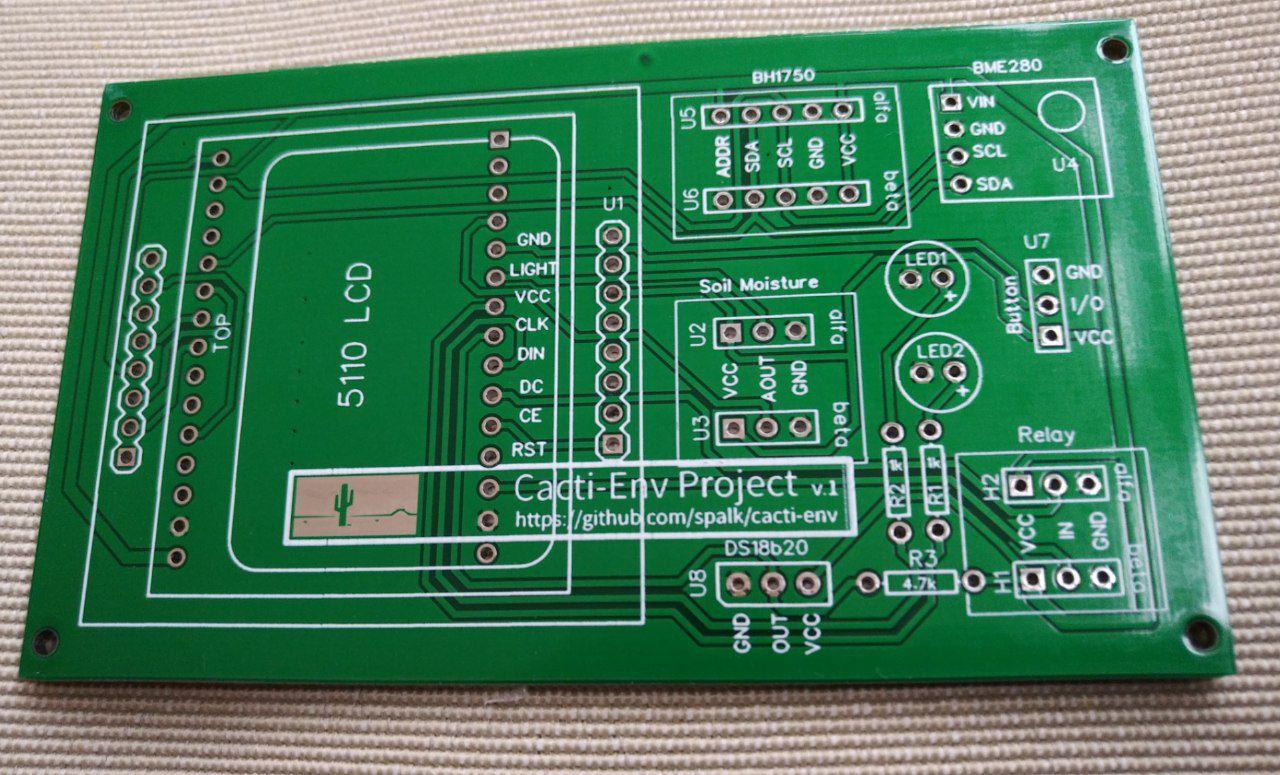 5110 LCD
TOP
GND
LIGHT
VCC
CLK
DIN
DC
CE
RST
U1
Cacti-Env Project v.1
https://github.com/spalk/cacti-env
BH1750
U5
alfa
ADDR
SDA
SCL
GND
VCC
U6
beta
BME280
VIN
GND
SCL
SDA
U4
Soil Moisture
U2
alfa
VCC
AOUT
GND
U3
beta
LED1
+
LED2
+
U7
Button
GND
I/O
VCC
1k
R2
1k
R1
R3
4.7k
Relay
H2
alfa
VCC
IN
GND
H1
beta
DS18b20
U8
GND
OUT
VCC